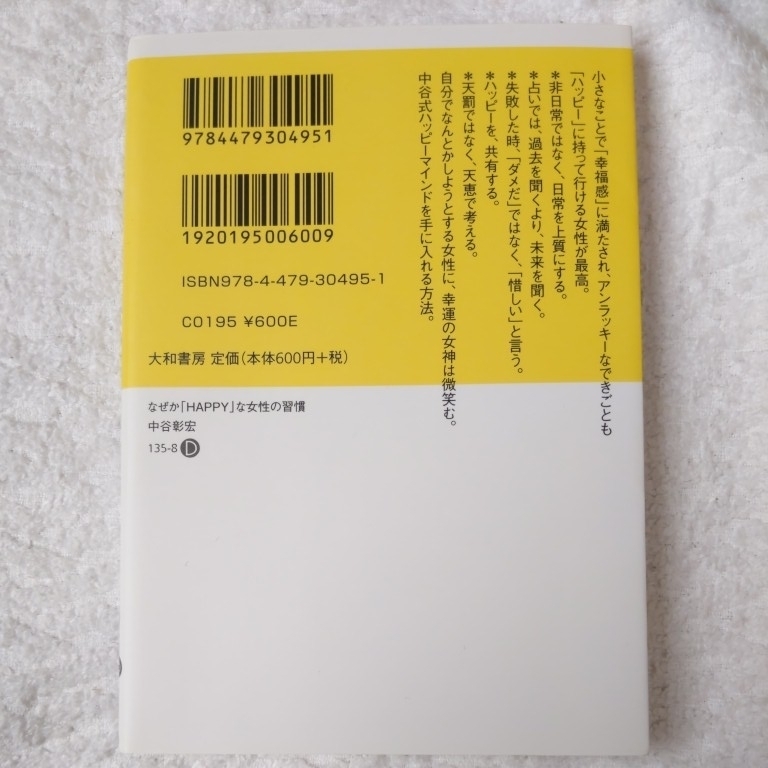 小さなことで「幸福感」に満たされ、アンラッキーなできごとも
「ハッピー」に持って行ける女性が最高。
＊非日常ではなく、日常を上質にする。
＊占いでは、過去を聞くより、未来を聞く。
＊失敗した時、「ダメだ」ではなく、「惜しい」と言う。
＊ハッピーを、共有する。
＊天罰ではなく、天恵で考える。
自分でなんとかしようとする女性に、幸運の女神は微笑む。
中谷式ハッピーマインドを手に入れる方法。
9784479304951
1920195006009
ISBN978-4-479-30495-1
C0195 ¥600E
大和書房 定価（本体600円＋税）
なぜか「HAPPY」な女性の習慣
中谷彰宏
135-8 D